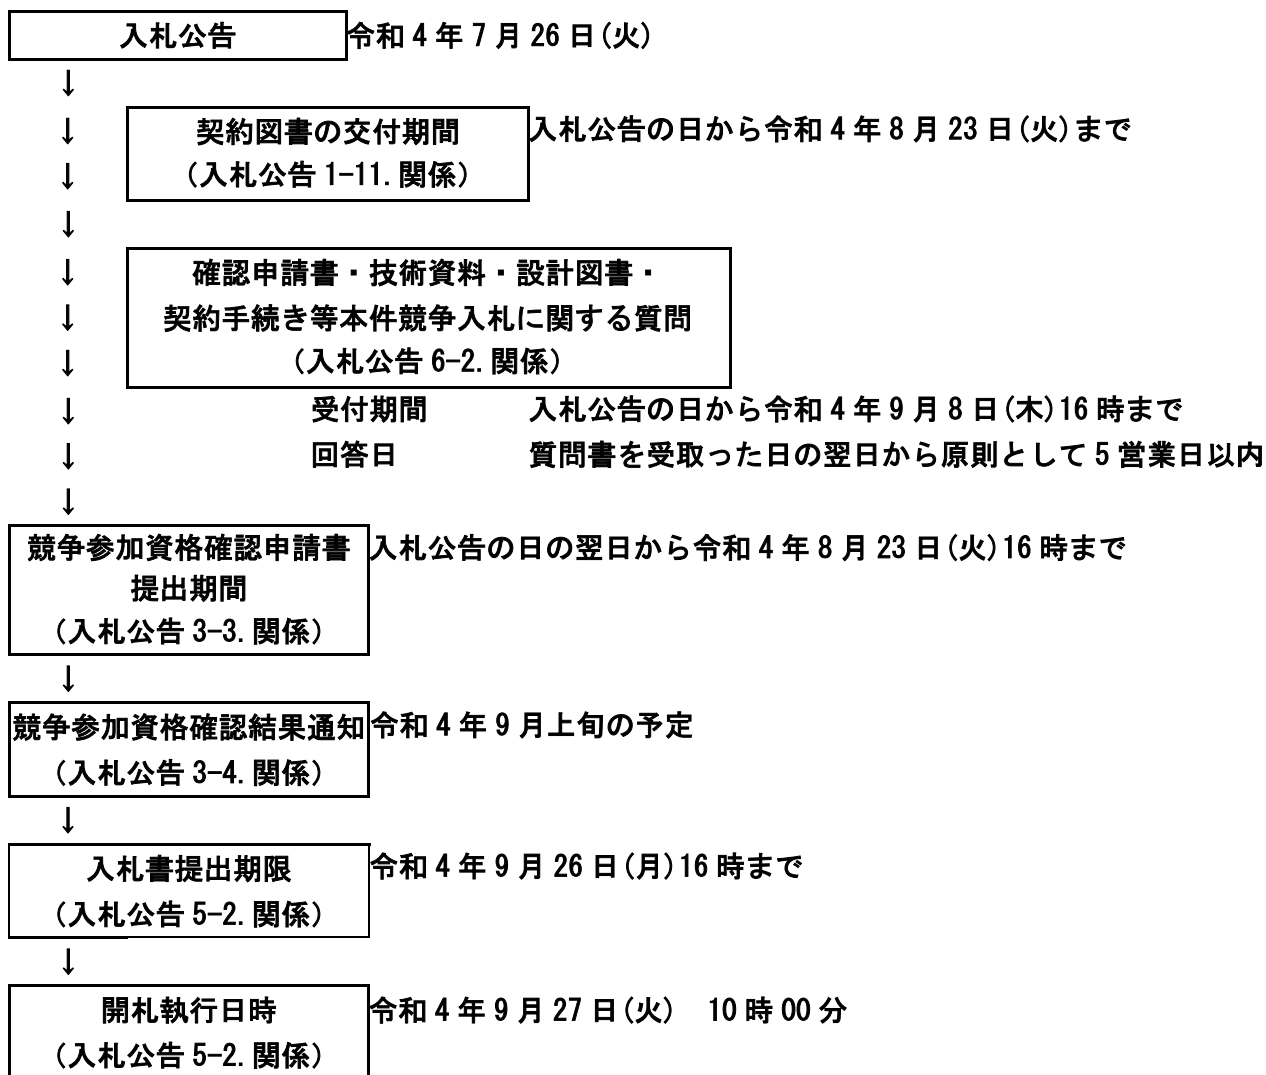 入札公告 令和4年7月26日(火)
↓
↓ 契約図書の交付期間 入札公告の日から令和4年8月23日(火)まで
↓ (入札公告1-11.関係)
↓
↓ 確認申請書・技術資料・設計図書・
↓ 契約手続き等本件競争入札に関する質問
↓ (入札公告6-2.関係)
↓ 受付期間 入札公告の日から令和4年9月8日(木)16時まで
↓ 回答日 質問書を受取った日の翌日から原則として5営業日以内
↓
競争参加資格確認申請書 入札公告の日の翌日から令和4年8月23日(火)16時まで
提出期間
(入札公告3-3.関係)
↓
競争参加資格確認結果通知 令和4年9月上旬の予定
(入札公告3-4.関係)
↓
入札書提出期限 令和4年9月26日(月)16時まで
(入札公告5-2.関係)
↓
開札執行日時 令和4年9月27日(火) 10時00分
(入札公告5-2.関係)